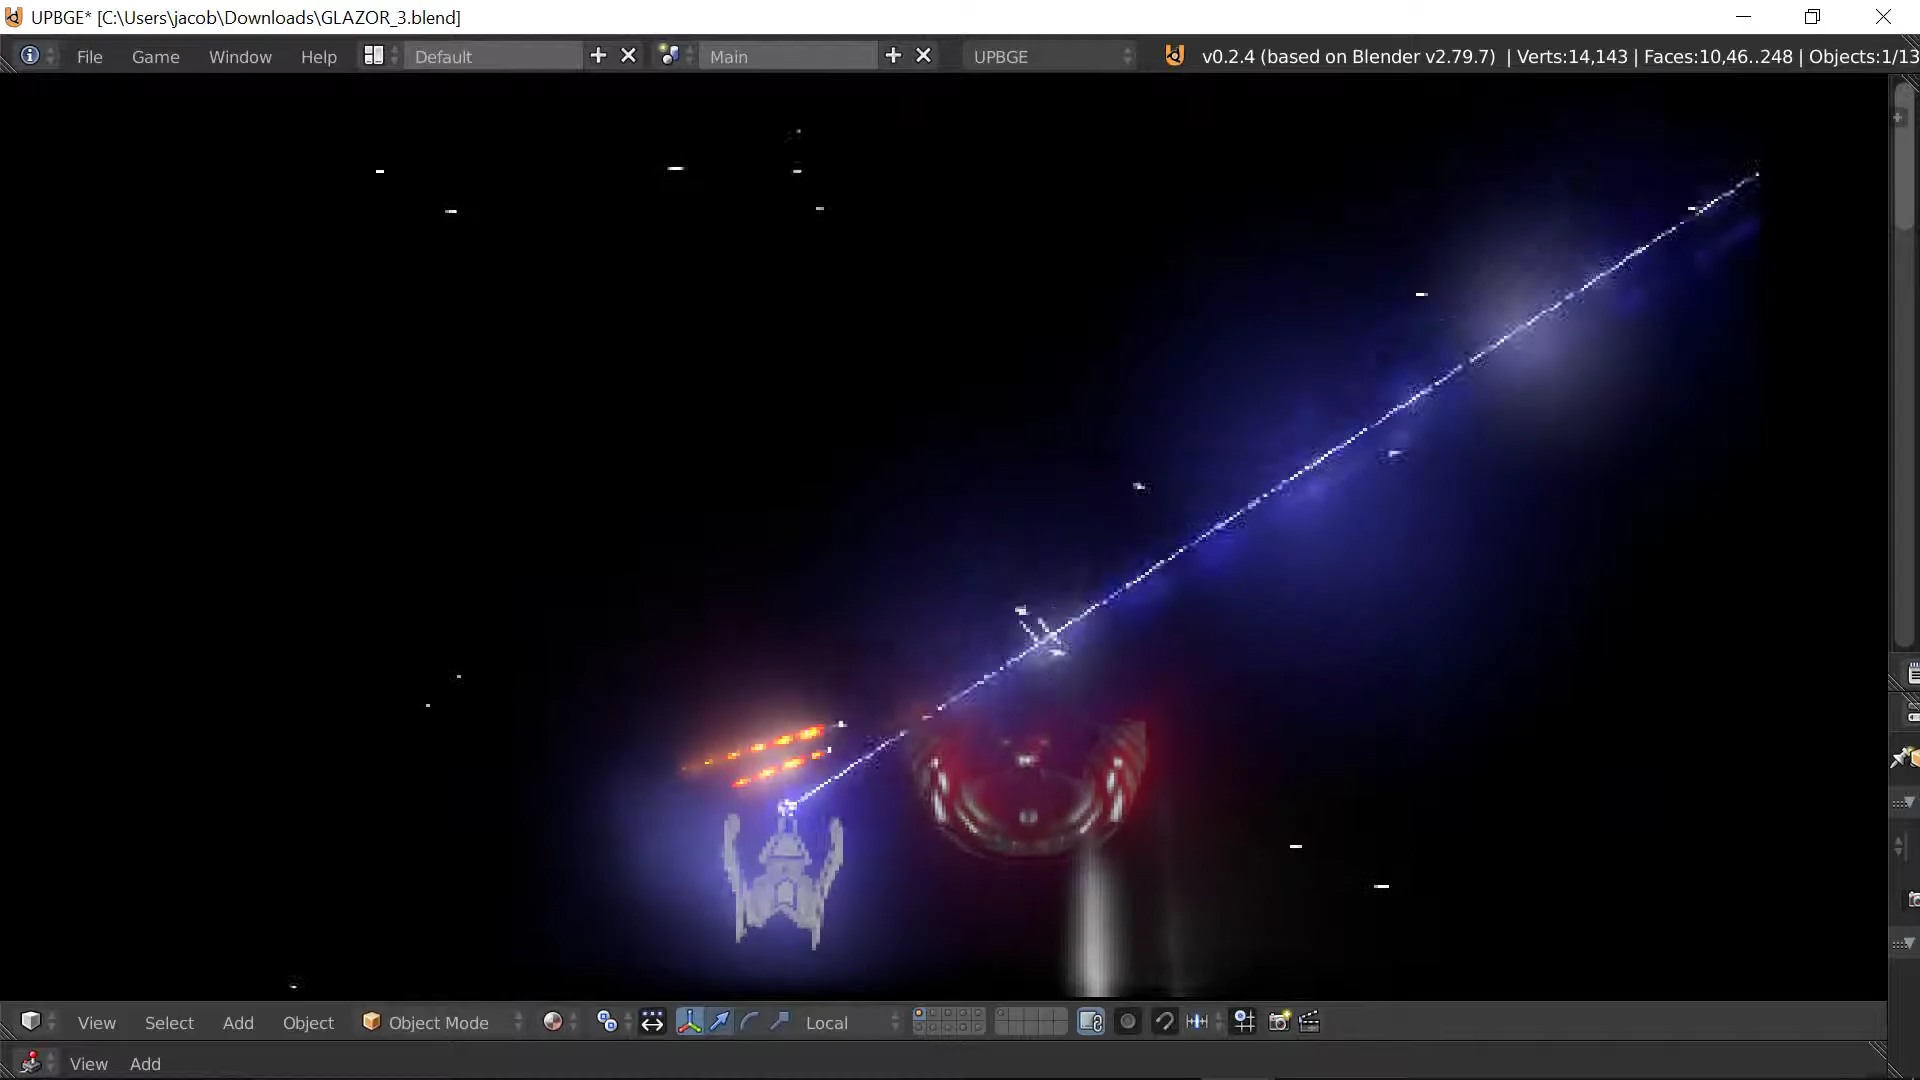 UPBGE* [C:\Users\jacob\Downloads\GLAZOR_3.blend]
File Game Window Help Default Main UPBGE v0.2.4 (based on Blender v2.79.7) | Verts:14,143 | Faces:10,46..248 | Objects:1/13
View Select Add Object Object Mode Local
View Add